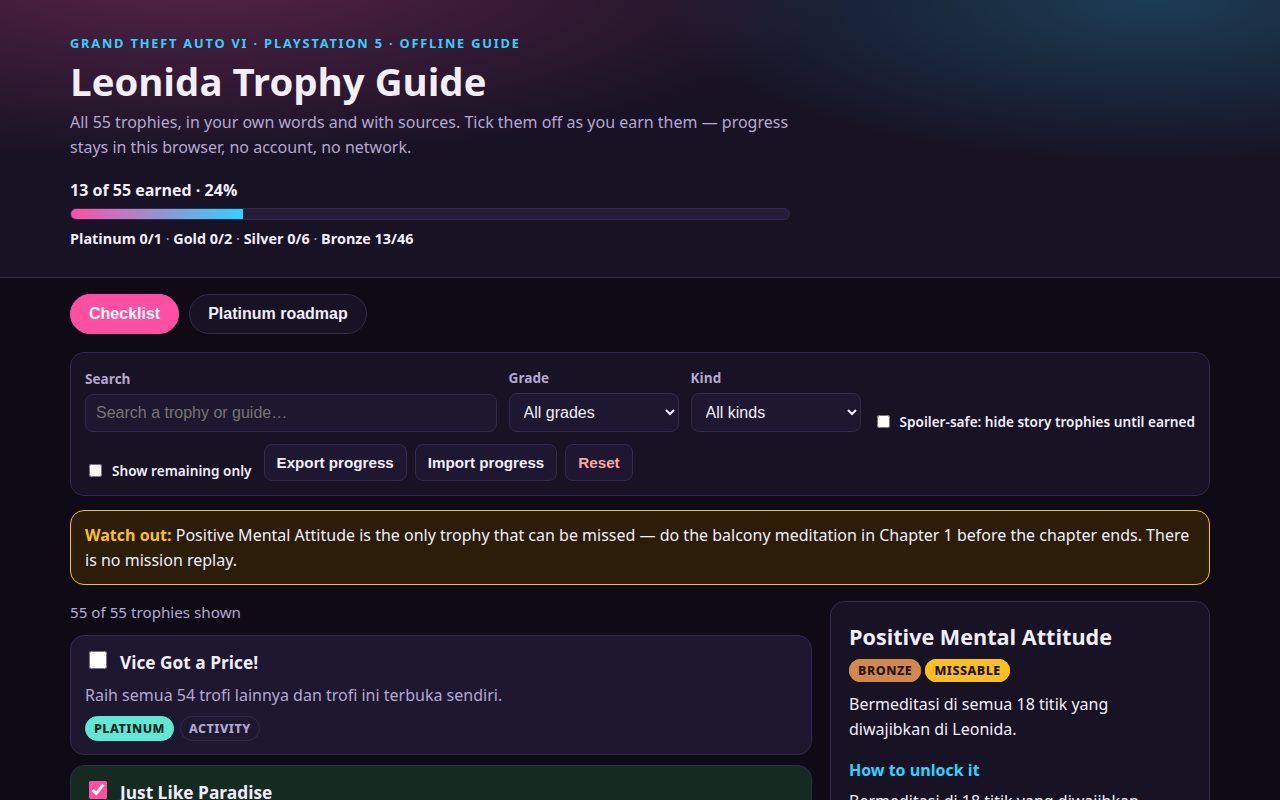 GRAND THEFT AUTO VI · PLAYSTATION 5 · OFFLINE GUIDE
Leonida Trophy Guide
All 55 trophies, in your own words and with sources. Tick them off as you earn them — progress
stays in this browser, no account, no network.
13 of 55 earned · 24%
Platinum 0/1 · Gold 0/2 · Silver 0/6 · Bronze 13/46
Checklist
Platinum roadmap
Search
Grade
Kind
Search a trophy or guide…
All grades
All kinds
Spoiler-safe: hide story trophies until earned
Show remaining only
Export progress
Import progress
Reset
Watch out: Positive Mental Attitude is the only trophy that can be missed — do the balcony meditation in Chapter 1 before the chapter ends. There
is no mission replay.
55 of 55 trophies shown
Vice Got a Price!
Raih semua 54 trofi lainnya dan trofi ini terbuka sendiri.
PLATINUM
ACTIVITY
Just Like Paradise
Positive Mental Attitude
BRONZE
MISSABLE
Bermeditasi di semua 18 titik yang
diwajibkan di Leonida.
How to unlock it
Bermeditasi di 18 titik yang diwajibkan